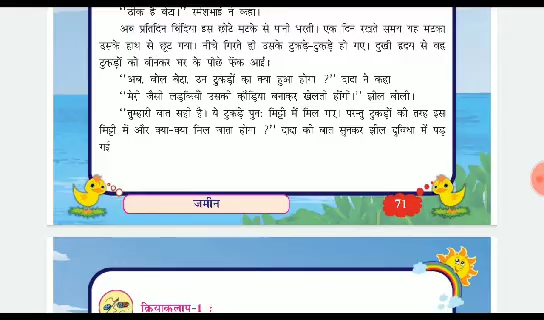 ''ठीक है बेटा।'' रमेशभाई ने कहा।
अब प्रतिदिन बिंदिया इस छोटे मटके से पानी भरती। एक दिन रखते समय यह मटका
उसके हाथ से छूट गया। नीचे गिरते ही उसके टुकड़े-टुकड़े हो गए। दुखी हृदय से वह
टुकड़ों को बीनकर घर के पीछे फेंक आई।
''अब, बोल बेटा, उन टुकड़ों का क्या हुआ होगा ?'' दादा ने कहा
''मेरी जैसी लड़कियाँ उसकी कौड़िया बनाकर खेलती होंगी।'' झील बोली।
''तुम्हारी बात सही है। ये टुकड़े पुनः मिट्टी में मिल गए। परन्तु टुकड़ों की तरह इस
मिट्टी में और क्या-क्या मिल जाता होगा ?'' दादा की बात सुनकर झील दुविधा में पड़
गई
जमीन 71
क्रियाकलाप-1 :